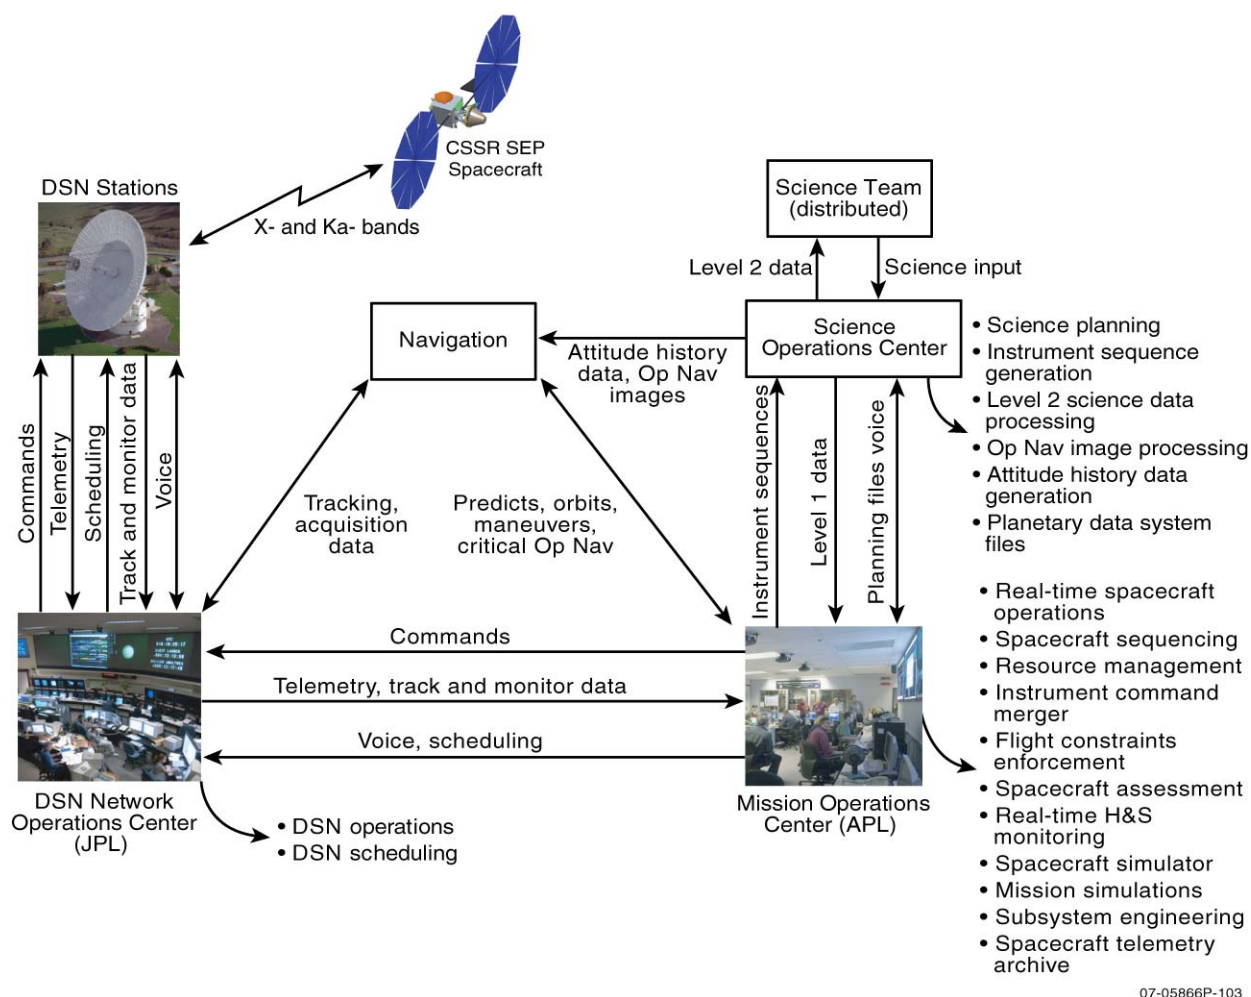 CSSR SEP
Spacecraft
DSN Stations
X- and Ka- bands
Science Team
(distributed)
Level 2 data
Science input
Navigation
Attitude history
data, Op Nav
images
Science
Operations Center
• Science planning
• Instrument sequence
generation
• Level 2 science data
processing
• Op Nav image processing
• Attitude history data
generation
• Planetary data system
files
Commands
Telemetry
Scheduling
Track and monitor data
Voice
Tracking,
acquisition
data
Predicts, orbits,
maneuvers,
critical Op Nav
Instrument sequences
Level 1 data
Planning files voice
Commands
Telemetry, track and monitor data
Voice, scheduling
DSN Network
Operations Center
(JPL)
• DSN operations
• DSN scheduling
Mission Operations
Center (APL)
• Real-time spacecraft
operations
• Spacecraft sequencing
• Resource management
• Instrument command
merger
• Flight constraints
enforcement
• Spacecraft assessment
• Real-time H&S
monitoring
• Spacecraft simulator
• Mission simulations
• Subsystem engineering
• Spacecraft telemetry
archive
07-05866P-103